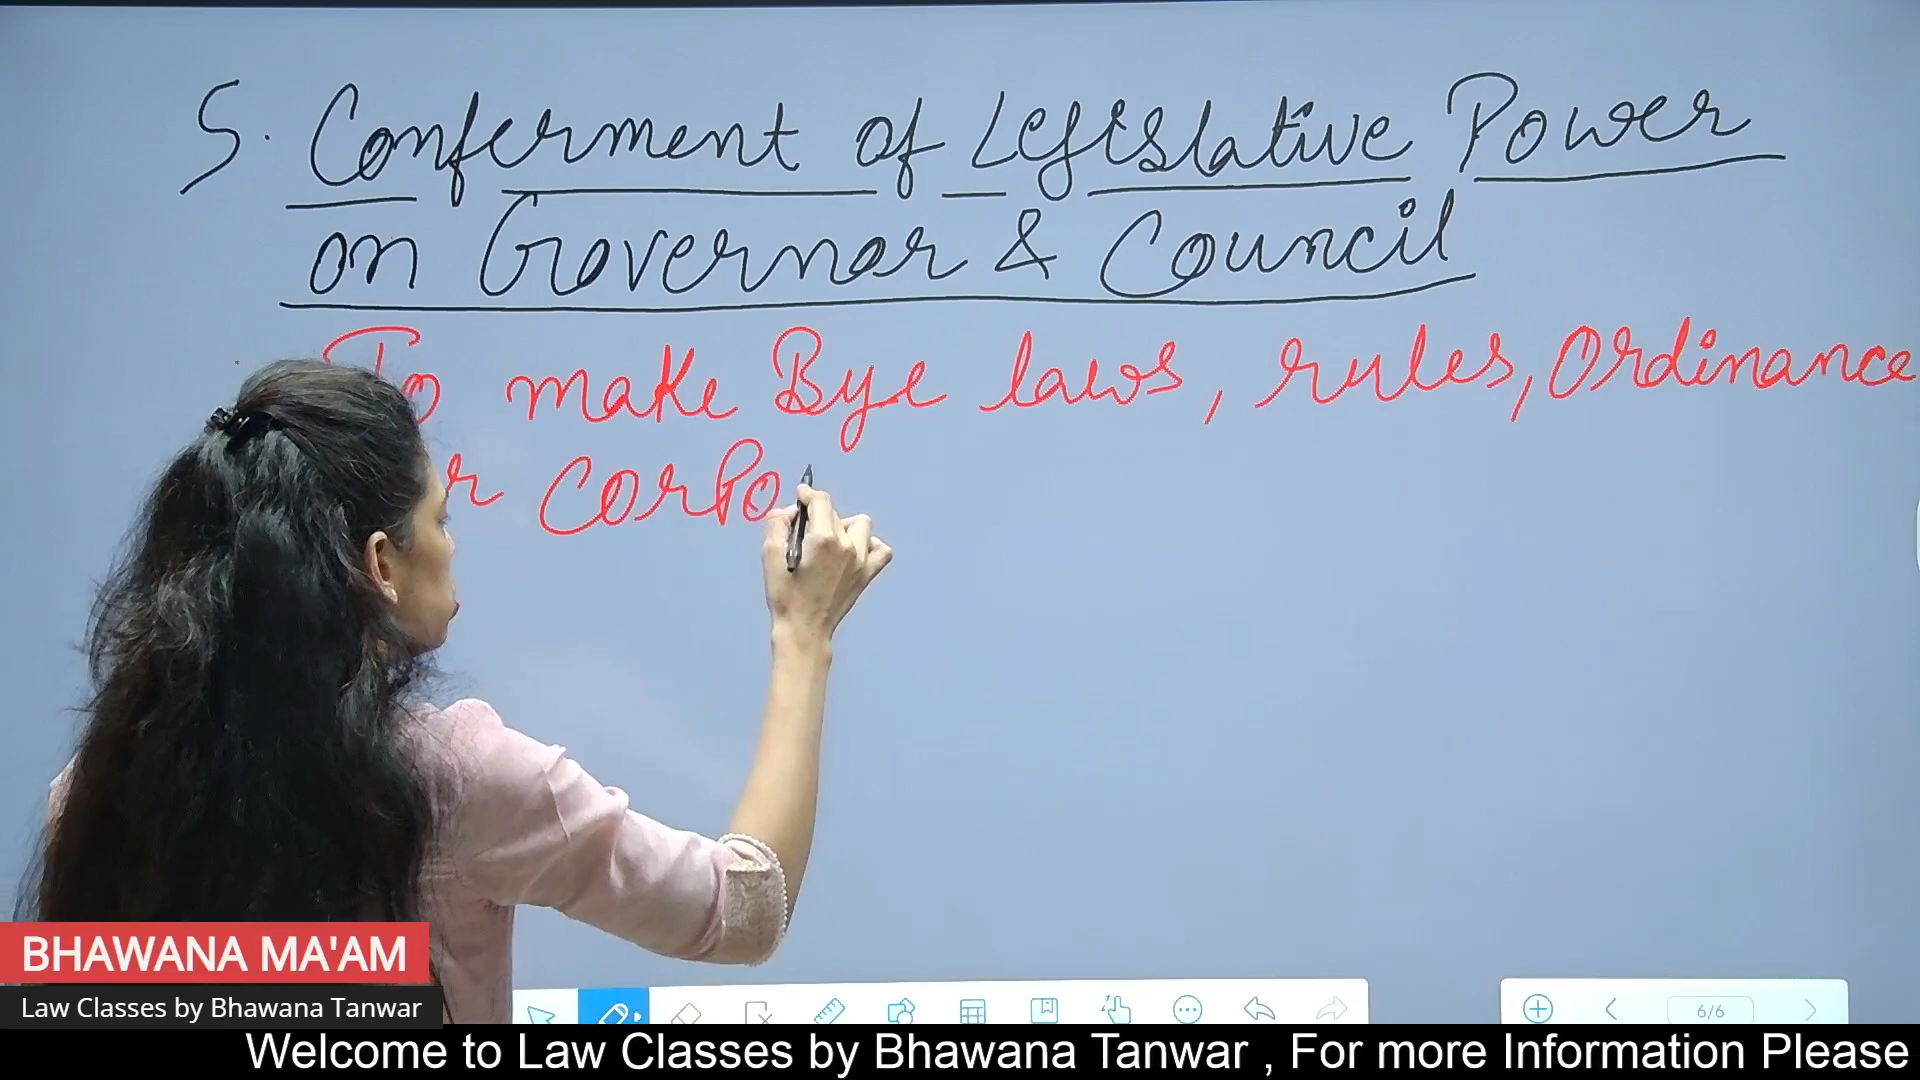 5. Conferment of Legislative Power
on Governor & Council
To make Bye laws, rules, Ordinance
Corpo
BHAWANA MA'AM
Law Classes by Bhawana Tanwar
6/6
Welcome to Law Classes by Bhawana Tanwar , For more Information Please